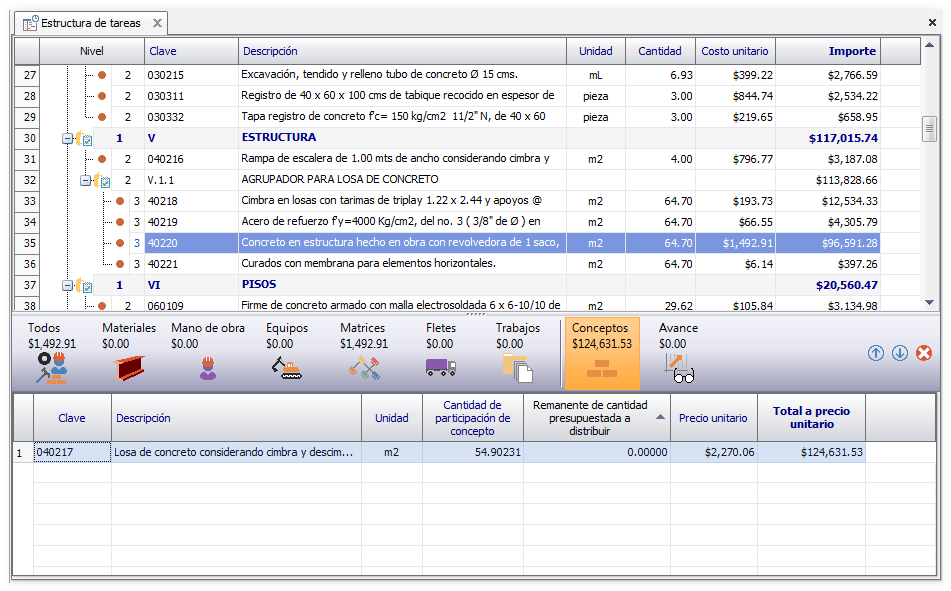 Estructura de tareas
Nivel Clave Descripción Unidad Cantidad Costo unitario Importe
27 2 030215 Excavación, tendido y relleno tubo de concreto Ø 15 cms. mL 6.93 $399.22 $2,766.59
28 2 030311 Registro de 40 x 60 x 100 cms de tabique recocido en espesor de pieza 3.00 $844.74 $2,534.22
29 2 030332 Tapa registro de concreto f'c= 150 kg/cm2 11/2" N, de 40 x 60 pieza 3.00 $219.65 $658.95
30 1 V ESTRUCTURA $117,015.74
31 2 040216 Rampa de escalera de 1.00 mts de ancho considerando cimbra y m2 4.00 $796.77 $3,187.08
32 2 V.1.1 AGRUPADOR PARA LOSA DE CONCRETO $113,828.66
33 3 40218 Cimbra en losas con tarimas de triplay 1.22 x 2.44 y apoyos @ m2 64.70 $193.73 $12,534.33
34 3 40219 Acero de refuerzo f'y=4000 Kg/cm2, del no. 3 ( 3/8" de Ø ) en m2 64.70 $66.55 $4,305.79
35 3 40220 Concreto en estructura hecho en obra con revolvedora de 1 saco, m2 64.70 $1,492.91 $96,591.28
36 3 40221 Curados con membrana para elementos horizontales. m2 64.70 $6.14 $397.26
37 1 VI PISOS $20,560.47
38 2 060109 Firme de concreto armado con malla electrosoldada 6 x 6-10/10 de m2 29.62 $105.84 $3,134.98
Todos Materiales Mano de obra Equipos Matrices Fletes Trabajos Conceptos Avance
$1,492.91 $0.00 $0.00 $0.00 $1,492.91 $0.00 $0.00 $124,631.53 $0.00
Clave Descripción Unidad Cantidad de participación de concepto Remanente de cantidad presupuestada a distribuir Precio unitario Total a precio unitario
1 040217 Losa de concreto considerando cimbra y descim... m2 54.90231 0.00000 $2,270.06 $124,631.53